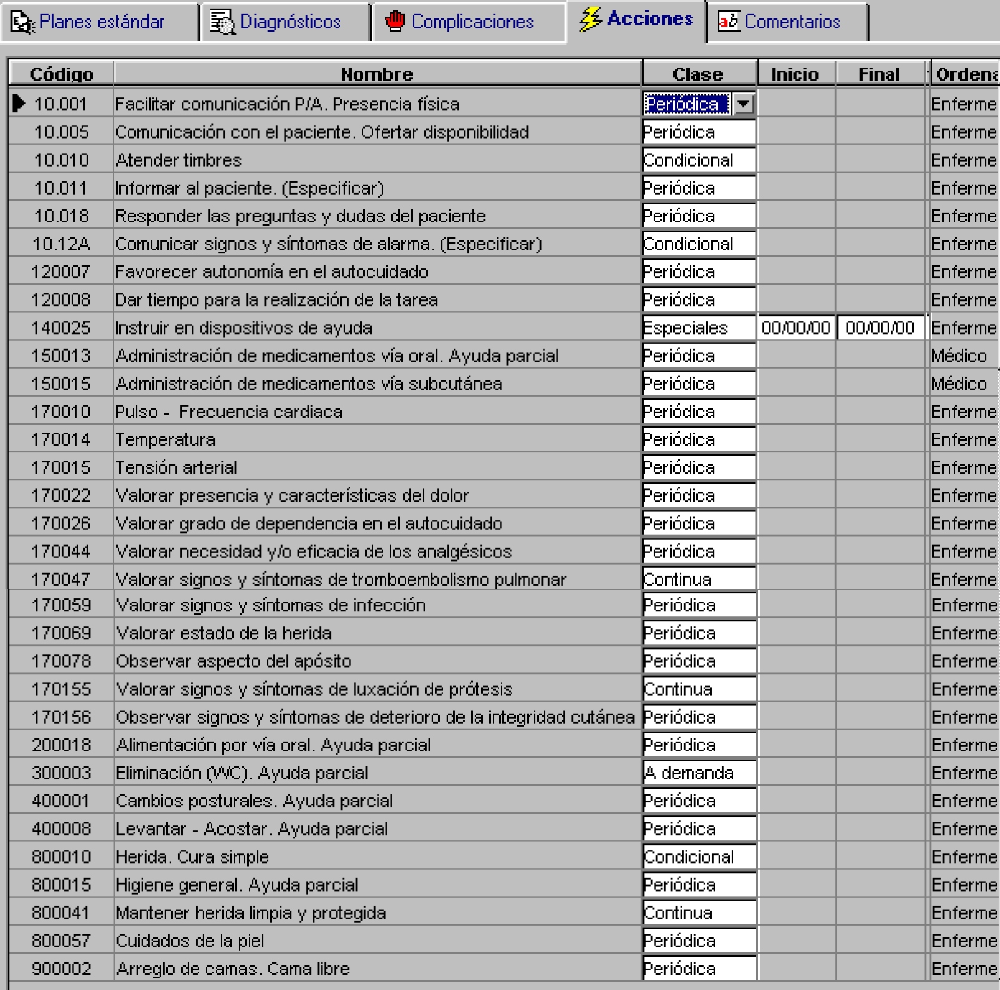 Planes estándar Diagnósticos Complicaciones Acciones ab Comentarios
Código Nombre Clase Inicio Final Ordena
10.001 Facilitar comunicación P/A. Presencia física Periódica Enferme
10.005 Comunicación con el paciente. Ofertar disponibilidad Periódica Enferme
10.010 Atender timbres Condicional Enferme
10.011 Informar al paciente. (Especificar) Periódica Enferme
10.018 Responder las preguntas y dudas del paciente Periódica Enferme
10.12A Comunicar signos y síntomas de alarma. (Especificar) Condicional Enferme
120007 Favorecer autonomía en el autocuidado Periódica Enferme
120008 Dar tiempo para la realización de la tarea Periódica Enferme
140025 Instruir en dispositivos de ayuda Especiales 00/00/00 00/00/00 Enferme
150013 Administración de medicamentos vía oral. Ayuda parcial Periódica Médico
150015 Administración de medicamentos vía subcutánea Periódica Médico
170010 Pulso - Frecuencia cardiaca Periódica Enferme
170014 Temperatura Periódica Enferme
170015 Tensión arterial Periódica Enferme
170022 Valorar presencia y características del dolor Periódica Enferme
170026 Valorar grado de dependencia en el autocuidado Periódica Enferme
170044 Valorar necesidad y/o eficacia de los analgésicos Periódica Enferme
170047 Valorar signos y síntomas de tromboembolismo pulmonar Continua Enferme
170059 Valorar signos y síntomas de infección Periódica Enferme
170069 Valorar estado de la herida Periódica Enferme
170078 Observar aspecto del apósito Periódica Enferme
170155 Valorar signos y síntomas de luxación de prótesis Continua Enferme
170156 Observar signos y síntomas de deterioro de la integridad cutánea Periódica Enferme
200018 Alimentación por vía oral. Ayuda parcial Periódica Enferme
300003 Eliminación (WC). Ayuda parcial A demanda Enferme
400001 Cambios posturales. Ayuda parcial Periódica Enferme
400008 Levantar - Acostar. Ayuda parcial Periódica Enferme
800010 Herida. Cura simple Condicional Enferme
800015 Higiene general. Ayuda parcial Periódica Enferme
800041 Mantener herida limpia y protegida Continua Enferme
800057 Cuidados de la piel Periódica Enferme
900002 Arreglo de camas. Cama libre Periódica Enferme